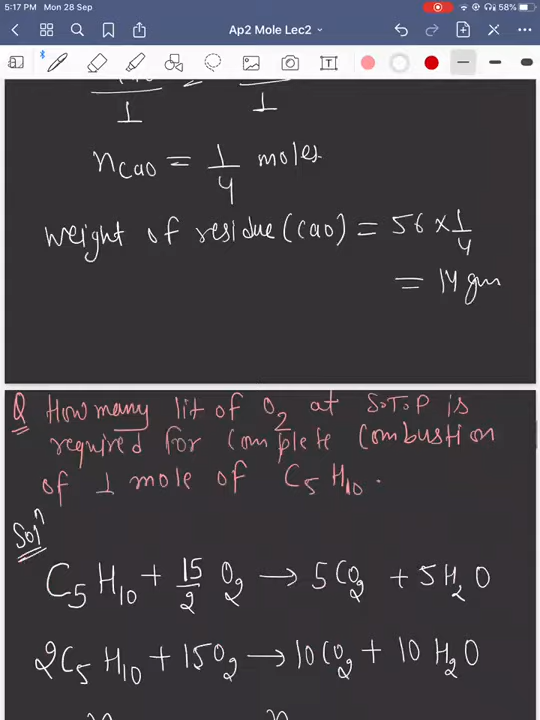 5:17 PM Mon 28 Sep 58%
Ap2 Mole Lec2
1 1
n CaO = 1/4 moles
Weight of residue (CaO) = 56 × 1/4
= 14 gm
Q How many lit of O2 at S.T.P is
required for complete combustion
of 1 mole of C5H10.
Solⁿ
C5H10 + 15/2 O2 → 5CO2 + 5H2O
2C5H10 + 15O2 → 10CO2 + 10H2O